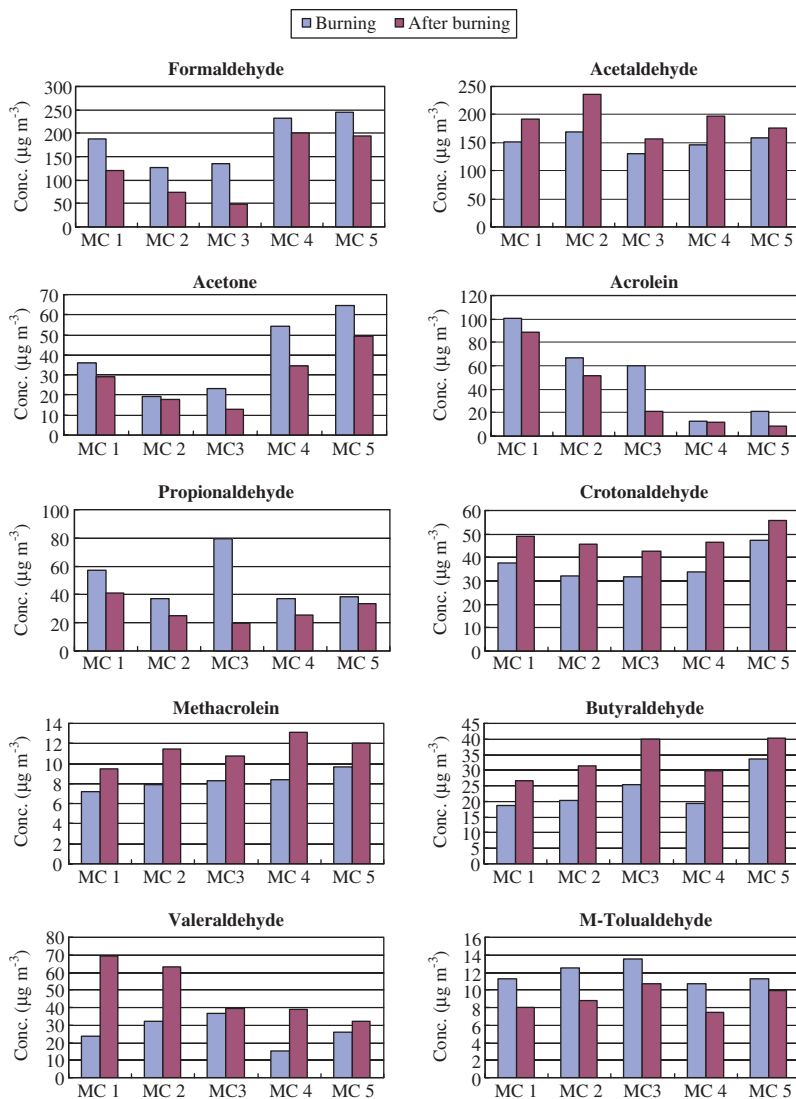 Burning After burning
Formaldehyde
Conc. (µg m-3)
300
250
200
150
100
50
0
MC 1 MC 2 MC 3 MC 4 MC 5
Acetaldehyde
Conc. (µg m-3)
250
200
150
100
150
0
MC 1 MC 2 MC 3 MC 4 MC 5
Acetone
Conc. (µg m-3)
70
60
50
40
30
20
10
0
MC 1 MC 2 MC3 MC 4 MC 5
Acrolein
Conc. (µg m-3)
120
100
80
60
40
20
0
MC 1 MC 2 MC3 MC 4 MC 5
Propionaldehyde
Conc. (µg m-3)
100
80
60
40
20
0
MC 1 MC 2 MC3 MC 4 MC 5
Crotonaldehyde
Conc. (µg m-3)
60
50
40
30
20
10
0
MC 1 MC 2 MC3 MC 4 MC 5
Methacrolein
Conc. (µg m-3)
14
12
10
8
6
4
2
0
MC 1 MC 2 MC3 MC 4 MC 5
Butyraldehyde
Conc. (µg m-3)
45
40
35
30
25
20
15
10
5
0
MC 1 MC 2 MC3 MC 4 MC 5
Valeraldehyde
Conc. (µg m-3)
80
70
60
50
40
30
20
10
0
MC 1 MC 2 MC3 MC 4 MC 5
M-Tolualdehyde
Conc. (µg m-3)
16
14
12
10
8
6
4
2
0
MC 1 MC 2 MC3 MC 4 MC 5